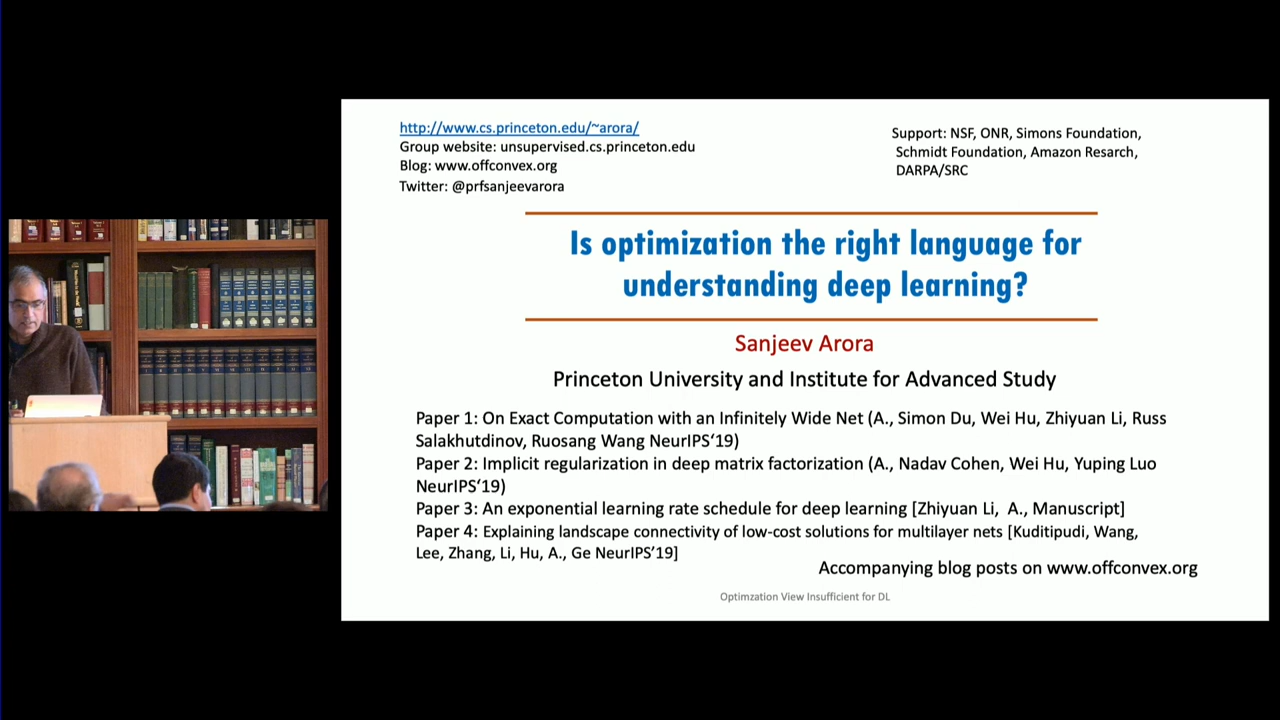 http://www.cs.princeton.edu/~arora/
Group website: unsupervised.cs.princeton.edu
Blog: www.offconvex.org
Twitter: @prfsanjeevarora
Support: NSF, ONR, Simons Foundation,
Schmidt Foundation, Amazon Resarch,
DARPA/SRC
Is optimization the right language for
understanding deep learning?
Sanjeev Arora
Princeton University and Institute for Advanced Study
Paper 1: On Exact Computation with an Infinitely Wide Net (A., Simon Du, Wei Hu, Zhiyuan Li, Russ
Salakhutdinov, Ruosang Wang NeurIPS‘19)
Paper 2: Implicit regularization in deep matrix factorization (A., Nadav Cohen, Wei Hu, Yuping Luo
NeurIPS‘19)
Paper 3: An exponential learning rate schedule for deep learning [Zhiyuan Li, A., Manuscript]
Paper 4: Explaining landscape connectivity of low-cost solutions for multilayer nets [Kuditipudi, Wang,
Lee, Zhang, Li, Hu, A., Ge NeurIPS’19]
Accompanying blog posts on www.offconvex.org
Optimzation View Insufficient for DL